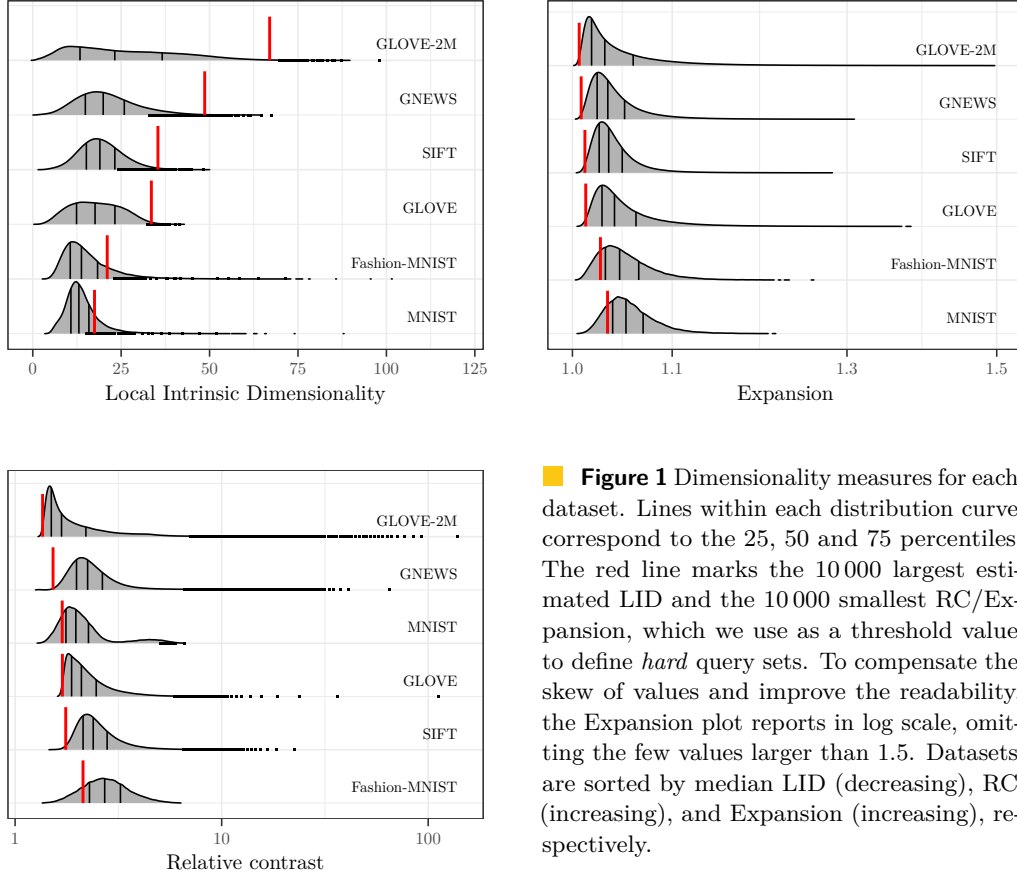 GLOVE-2M
GNEWS
SIFT
GLOVE
Fashion-MNIST
MNIST
0 25 50 75 100 125
Local Intrinsic Dimensionality
GLOVE-2M
GNEWS
SIFT
GLOVE
Fashion-MNIST
MNIST
1.0 1.1 1.3 1.5
Expansion
GLOVE-2M
GNEWS
MNIST
GLOVE
SIFT
Fashion-MNIST
1 10 100
Relative contrast
Figure 1 Dimensionality measures for each
dataset. Lines within each distribution curve
correspond to the 25, 50 and 75 percentiles
The red line marks the 10 000 largest esti-
mated LID and the 10 000 smallest RC/Ex-
pansion, which we use as a threshold value
to define hard query sets. To compensate the
skew of values and improve the readability,
the Expansion plot reports in log scale, omit-
ting the few values larger than 1.5. Datasets
are sorted by median LID (decreasing), RC
(increasing), and Expansion (increasing), re-
spectively.